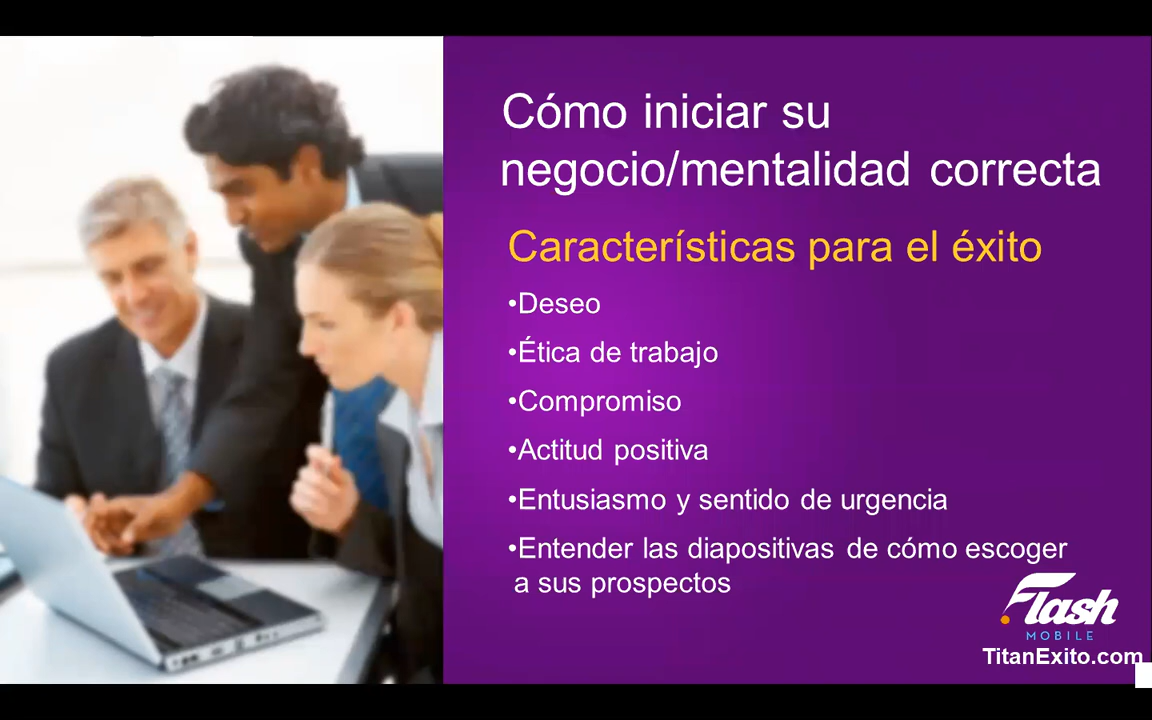 Cómo iniciar su
negocio/mentalidad correcta
Características para el éxito
•Deseo
•Ética de trabajo
•Compromiso
•Actitud positiva
•Entusiasmo y sentido de urgencia
•Entender las diapositivas de cómo escoger
a sus prospectos
Flash
MOBILE
TitanExito.com